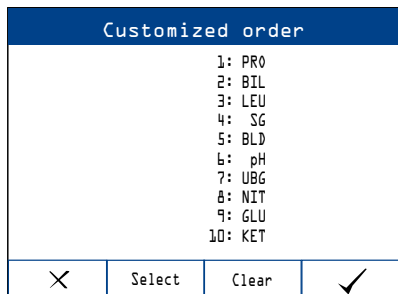 Customized order
1: PRO
2: BIL
3: LEU
4: SG
5: BLD
6: pH
7: UBG
8: NIT
9: GLU
10: KET
Select Clear